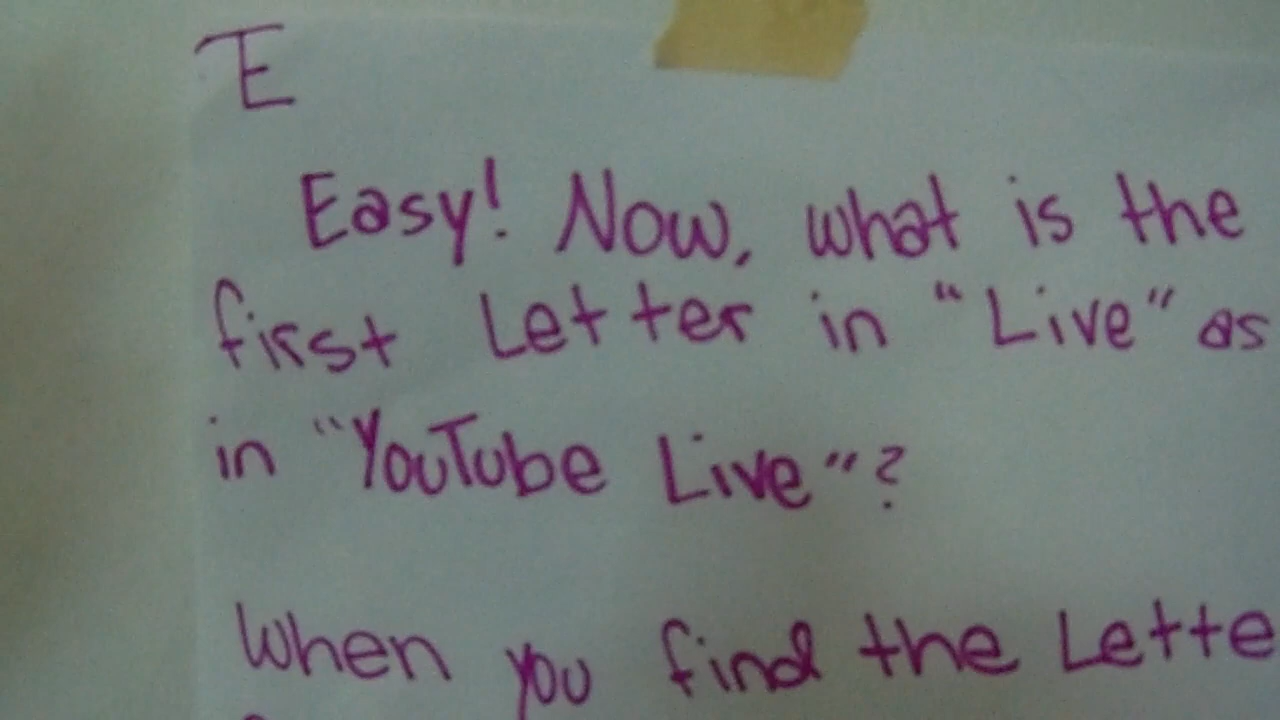 E
Easy! Now, what is the
first Letter in "Live" as
in "YouTube Live"?
When you find the Lette